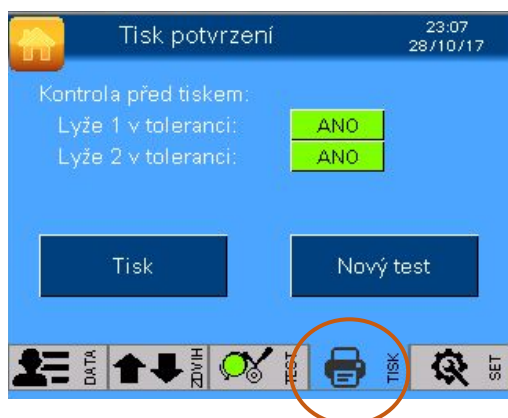 Tisk potvrzení
23:07
28/10/17
Kontrola před tiskem:
Lyže 1 v toleranci: ANO
Lyže 2 v toleranci: ANO
Tisk
Nový test
DATA
ZDVIH
TEST
TISK
SET